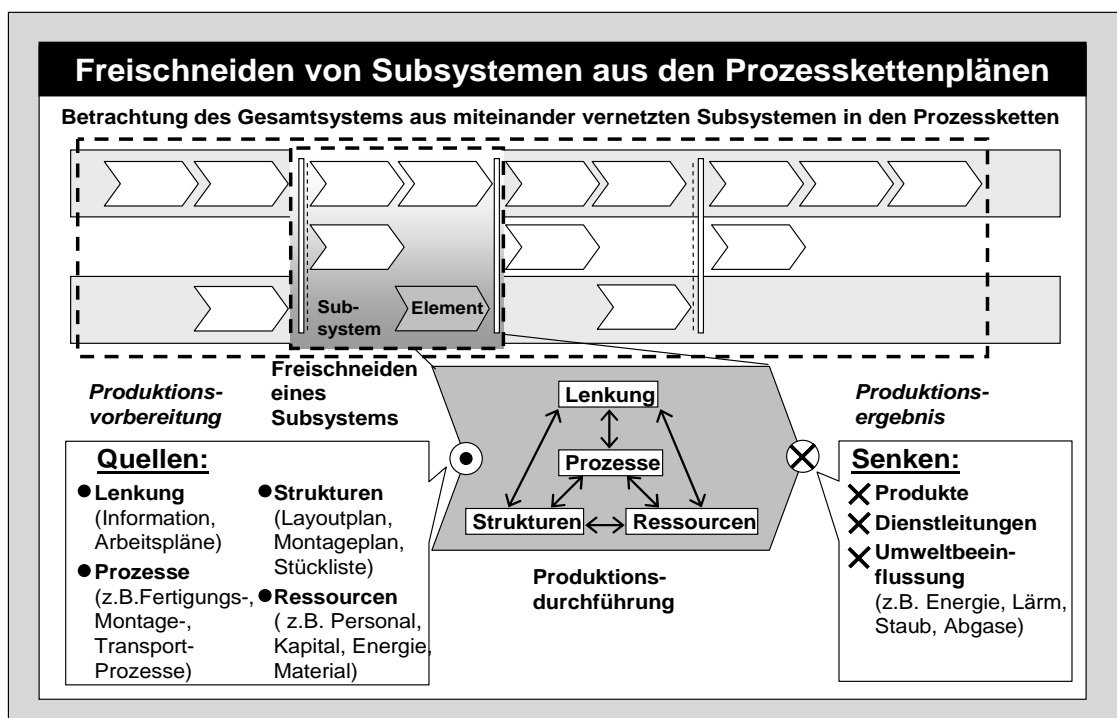 Freischneiden von Subsystemen aus den Prozesskettenplänen
Betrachtung des Gesamtsystems aus miteinander vernetzten Subsystemen in den Prozessketten
Sub-
system
Element
Produktions-
vorbereitung
Freischneiden
eines
Subsystems
Quellen:
Lenkung
(Information,
Arbeitspläne)
Prozesse
(z.B.Fertigungs-,
Montage-,
Transport-
Prozesse)
Strukturen
(Layoutplan,
Montageplan,
Stückliste)
Ressourcen
( z.B. Personal,
Kapital, Energie,
Material)
Lenkung
Prozesse
Strukturen
Ressourcen
Produktions-
durchführung
Produktions-
ergebnis
Senken:
Produkte
Dienstleitungen
Umweltbeein-
flussung
(z.B. Energie, Lärm,
Staub, Abgase)